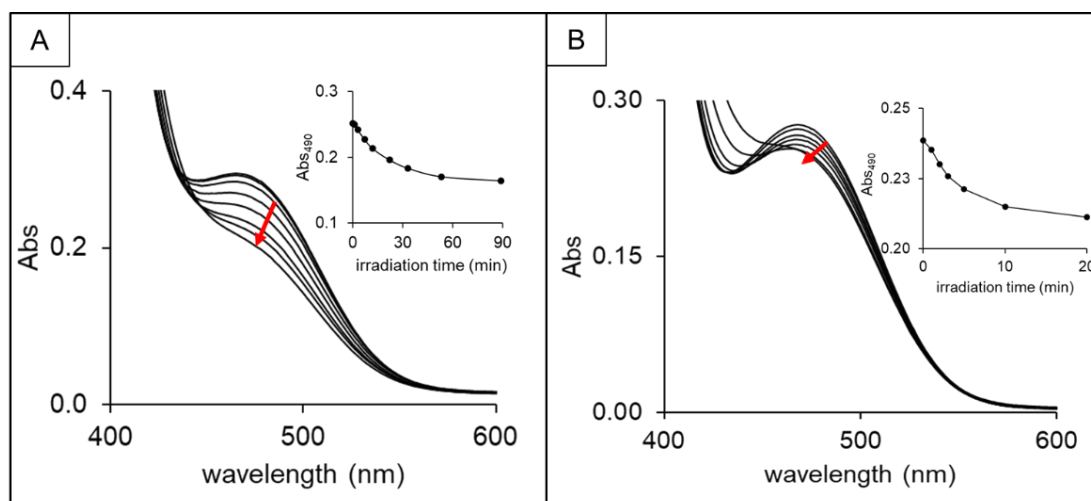 A
0.4
0.2
0.0
Abs
400 500 600
wavelength (nm)
0.3
0.2
0.1
Abs490
0 30 60 90
irradiation time (min)
B
0.30
0.15
0.00
Abs
400 500 600
wavelength (nm)
0.25
0.23
0.20
Abs490
0 10 20
irradiation time (min)